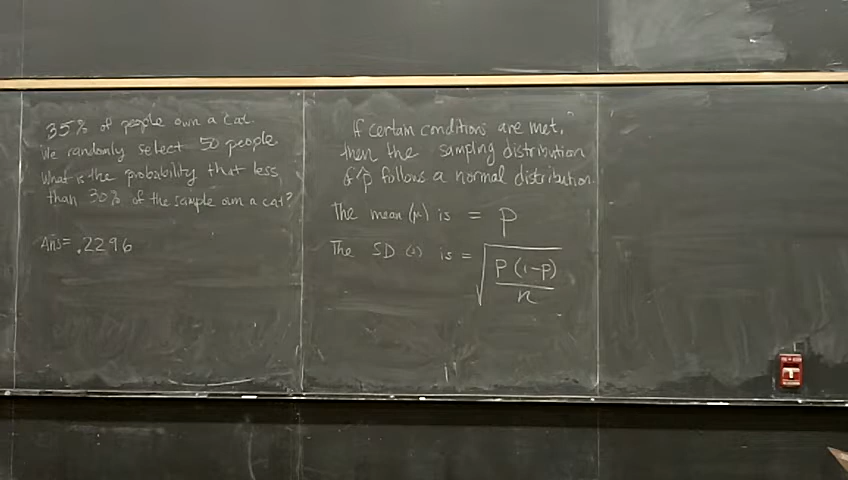 35% of people own a cat.
We randomly select 50 people
What is the probability that less
than 30% of the sample own a cat?
Ans= .2296
If certain conditions are met,
then the sampling distribution
of p̂ follows a normal distribution.
The mean (μ) is = P
The SD (σ) is = √(P(1-P)/n)